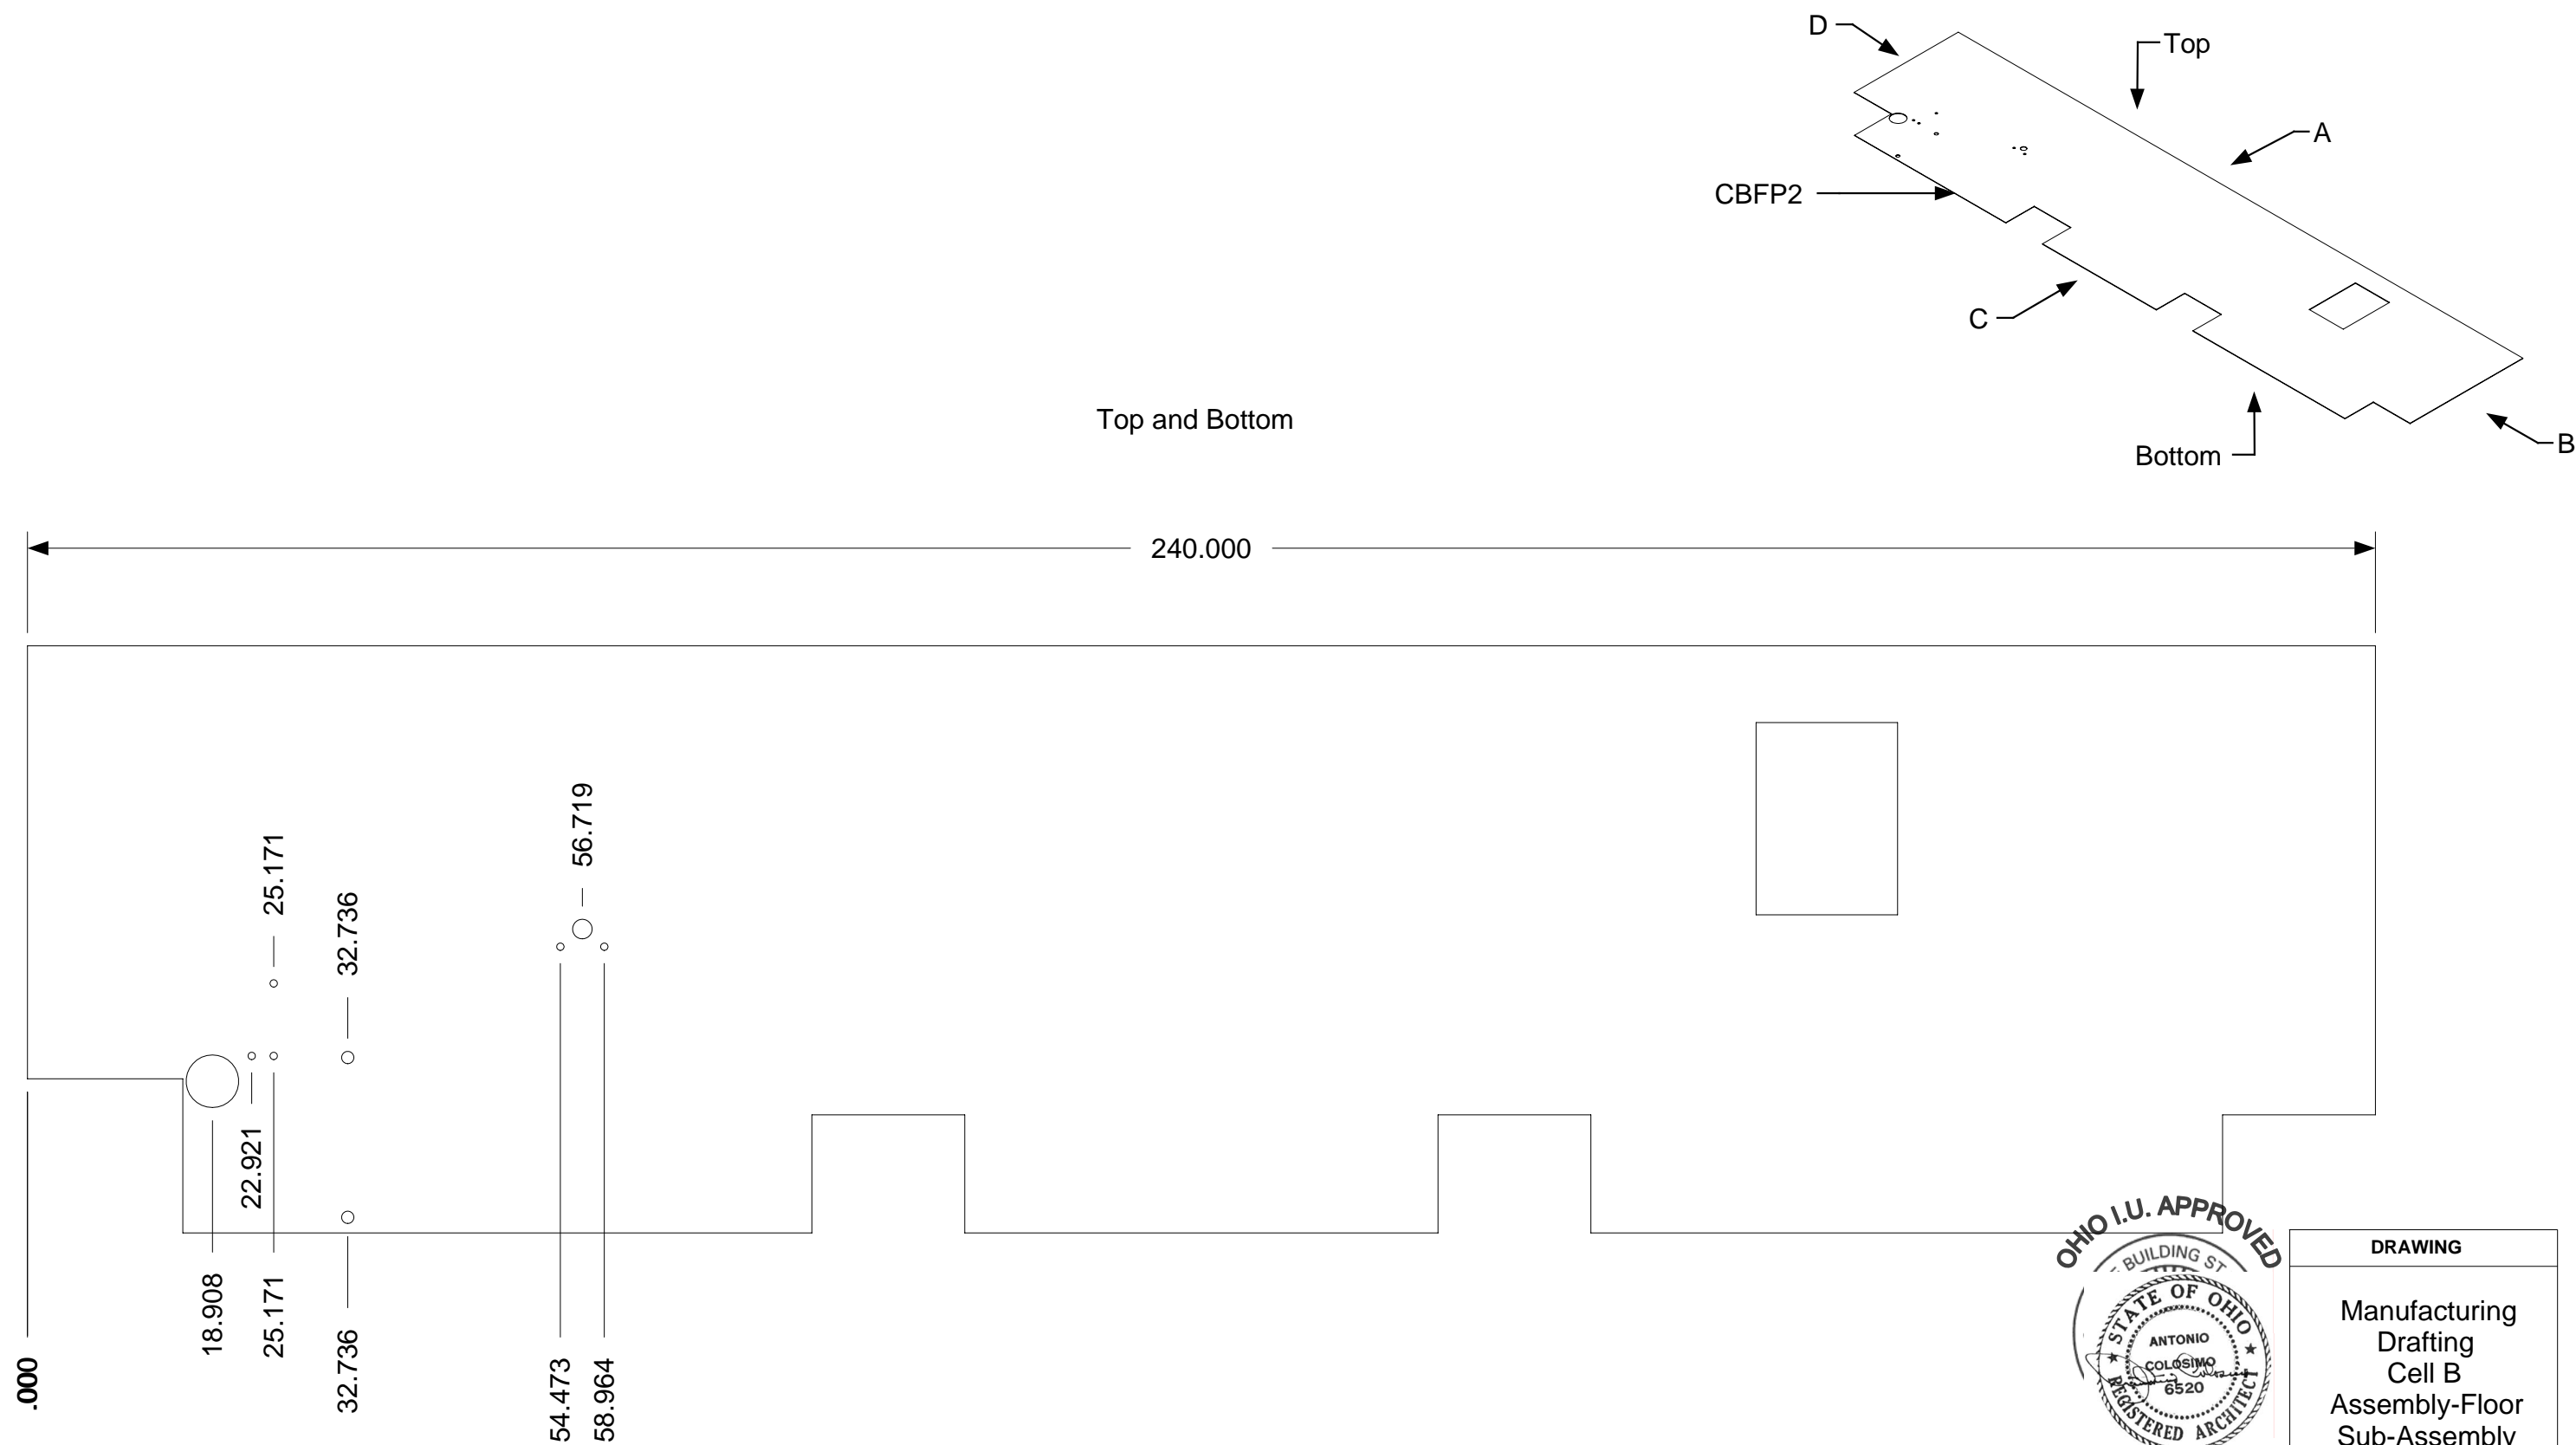 D
Top
A
CBFP2
C
Top and Bottom
B
Bottom
240.000
56.719
25.171
32.736
22.921
18.908
25.171
32.736
54.473
58.964
.000
OHIO I.U. APPROVED
BUILDING ST
STATE OF OHIO
ANTONIO
COLOSIMO
6520
REGISTERED ARCHITECT
DRAWING
Manufacturing
Drafting
Cell B
Assembly-Floor
Sub-Assembly